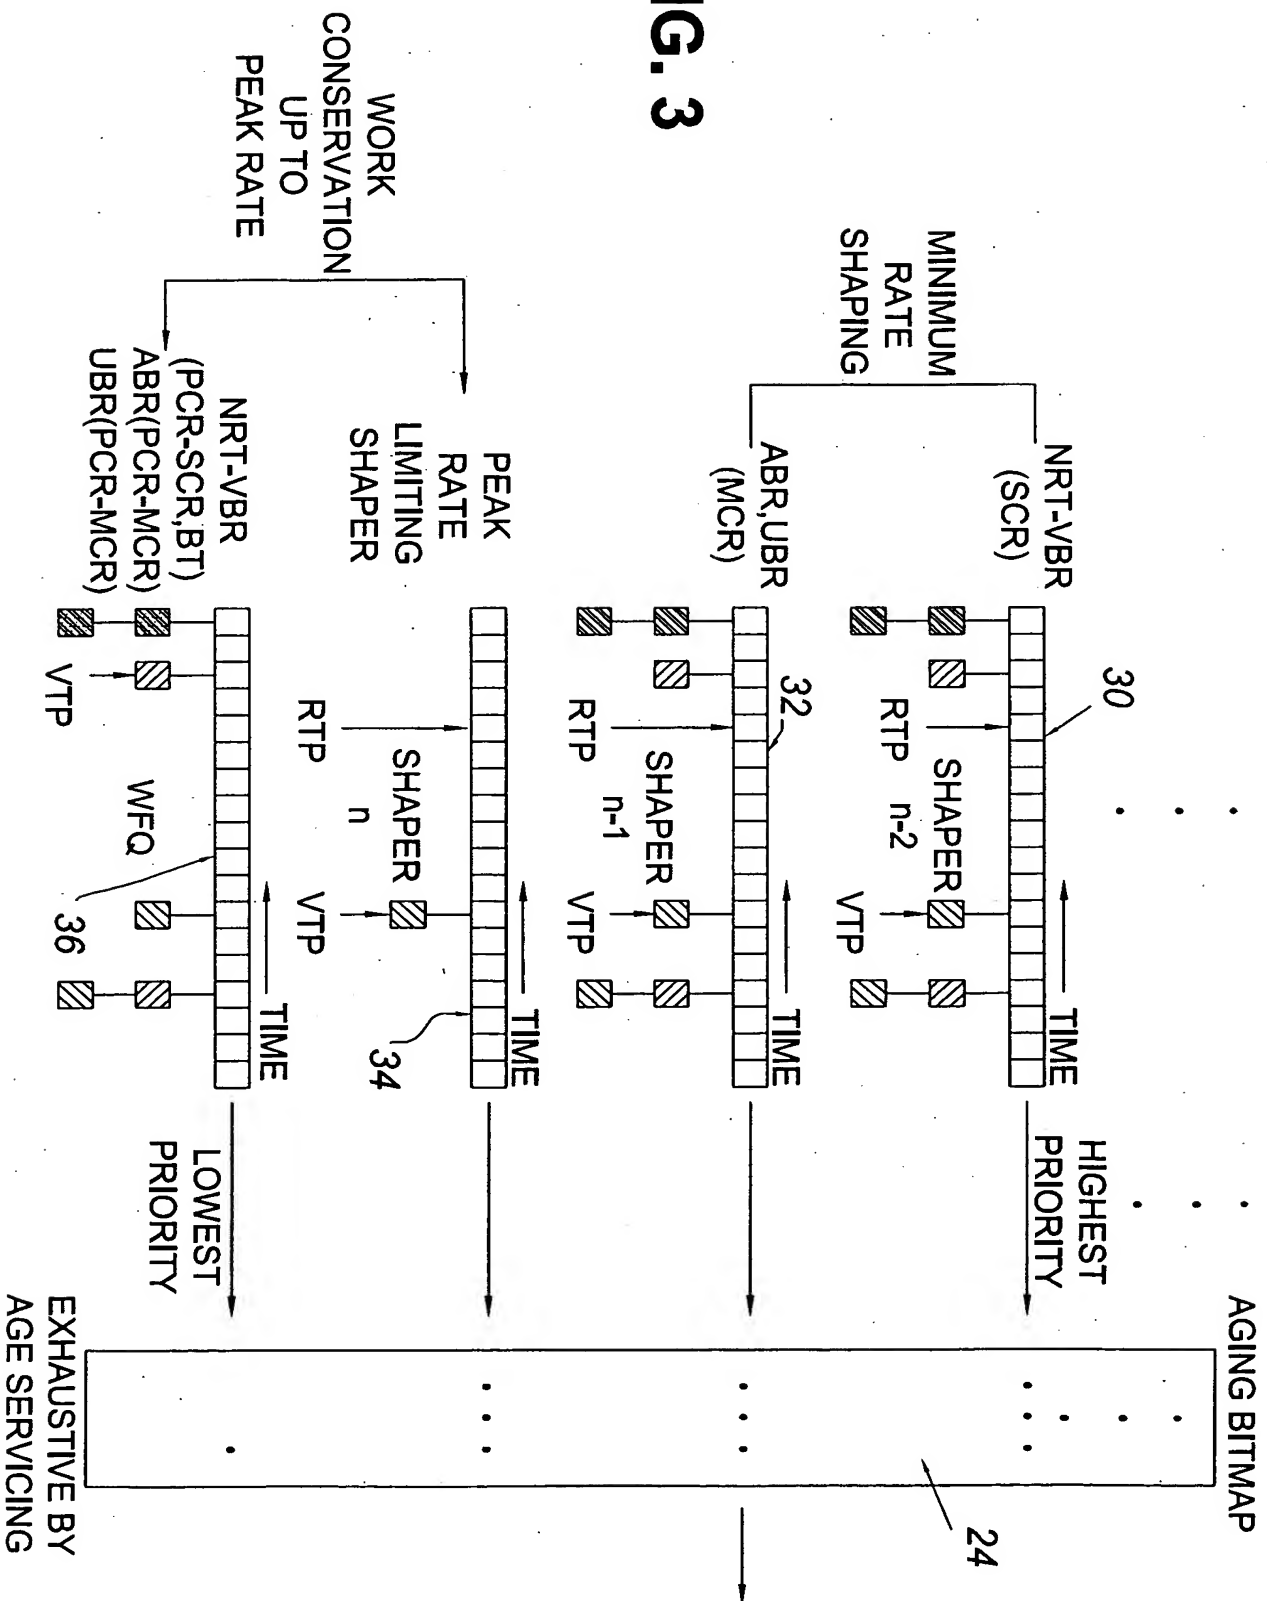 AGING BITMAP
24
HIGHEST
PRIORITY
NRT-VBR
(SCR)
30
TIME
RTP
SHAPER
n-2
VTP
MINIMUM
RATE
SHAPING
ABR,UBR
(MCR)
32
TIME
RTP
SHAPER
n-1
VTP
PEAK
RATE
LIMITING
SHAPER
TIME
34
RTP
SHAPER
n
VTP
WORK
CONSERVATION
UP TO
PEAK RATE
NRT-VBR
(PCR-SCR,BT)
ABR(PCR-MCR)
UBR(PCR-MCR)
TIME
VTP
WFQ
36
LOWEST
PRIORITY
EXHAUSTIVE BY
AGE SERVICING
IG. 3